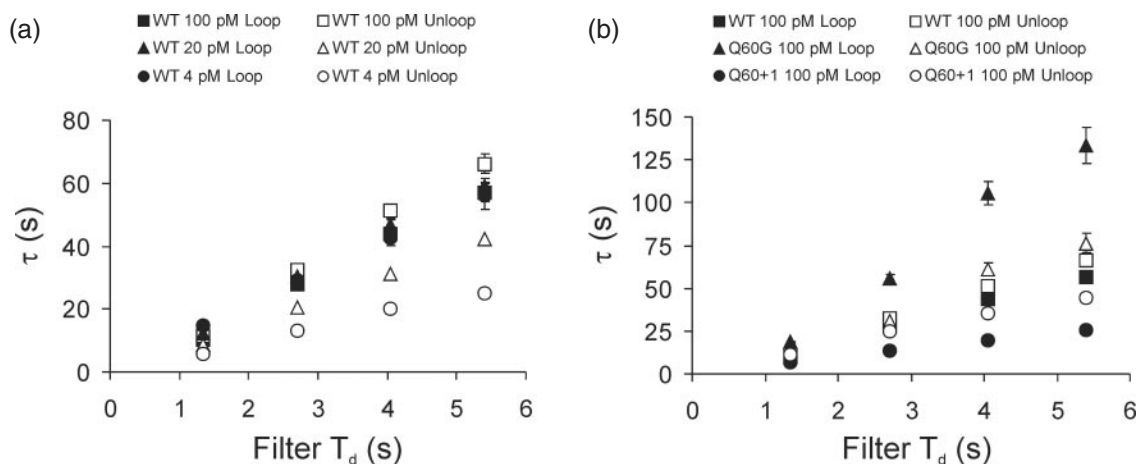 (a)
WT 100 pM Loop WT 100 pM Unloop
WT 20 pM Loop WT 20 pM Unloop
WT 4 pM Loop WT 4 pM Unloop
80
60
40
20
0
τ (s)
0 1 2 3 4 5 6
Filter T_d (s)
(b)
WT 100 pM Loop WT 100 pM Unloop
Q60G 100 pM Loop Q60G 100 pM Unloop
Q60+1 100 pM Loop Q60+1 100 pM Unloop
150
125
100
75
50
25
0
τ (s)
0 1 2 3 4 5 6
Filter T_d (s)